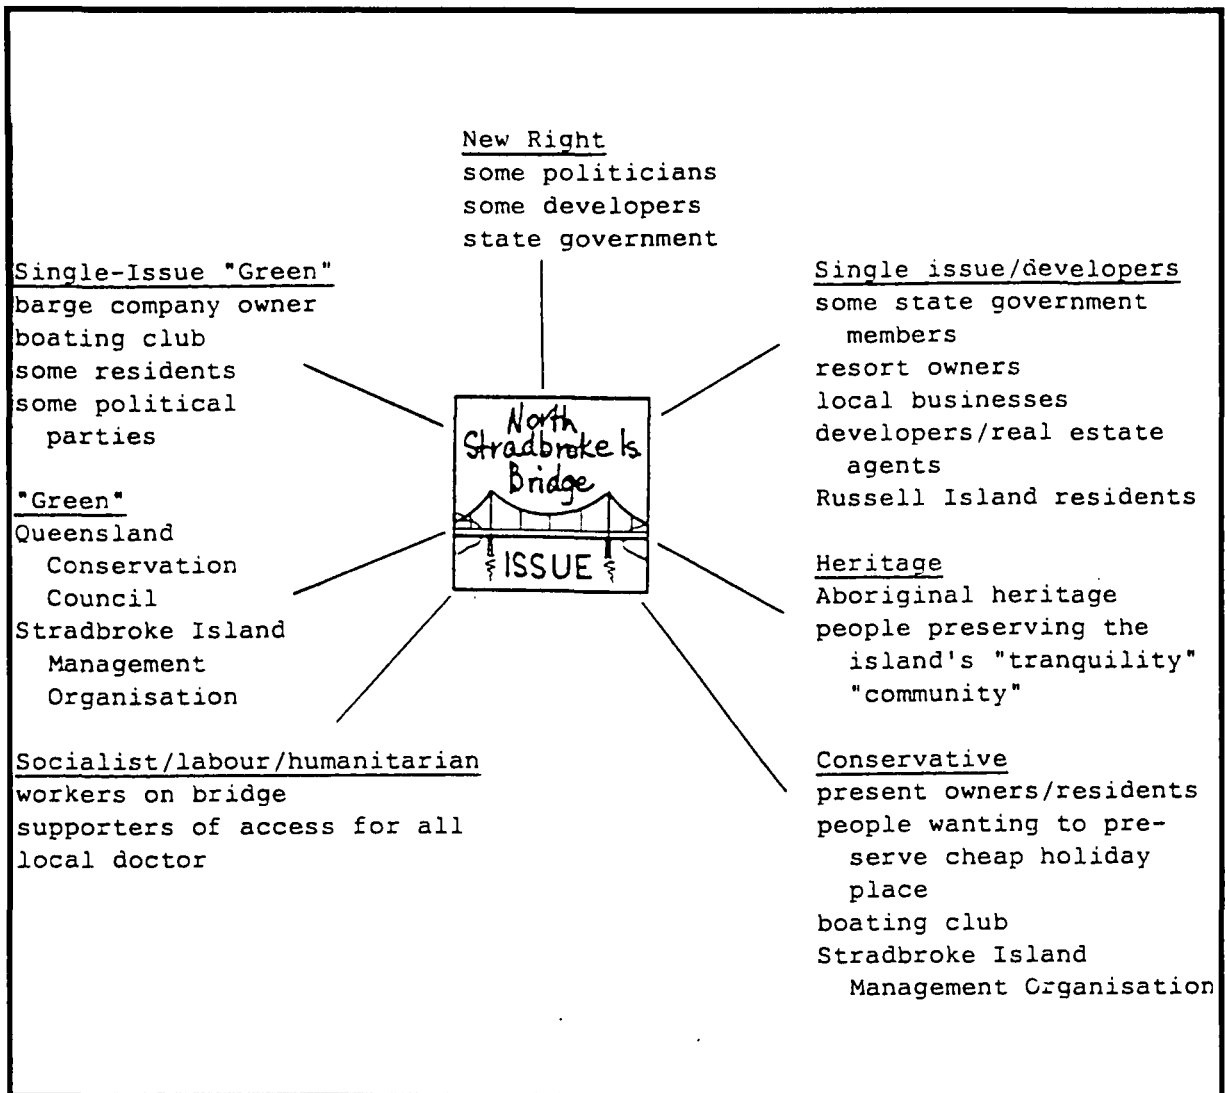 New Right
some politicians
some developers
state government
Single-Issue "Green"
barge company owner
boating club
some residents
some political
parties
"Green"
Queensland
Conservation
Council
Stradbroke Island
Management
Organisation
Socialist/labour/humanitarian
workers on bridge
supporters of access for all
local doctor
North
Stradbroke Is
Bridge
ISSUE
Single issue/developers
some state government
members
resort owners
local businesses
developers/real estate
agents
Russell Island residents
Heritage
Aboriginal heritage
people preserving the
island's "tranquility"
"community"
Conservative
present owners/residents
people wanting to pre-
serve cheap holiday
place
boating club
Stradbroke Island
Management Organisation